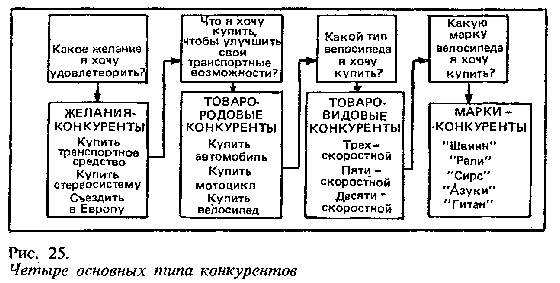 Какое желание
я хочу
удовлетворить?
Что я хочу
купить,
чтобы улучшить
свои
транспортные
возможности?
Какой тип
велосипеда
я хочу
купить?
Какую
марку
велосипеда
я хочу
купить?
ЖЕЛАНИЯ-
КОНКУРЕНТЫ
Купить
транспортное
средство
Купить
стереосистему
Съездить
в Европу
ТОВАРО-
РОДОВЫЕ
КОНКУРЕНТЫ
Купить
автомобиль
Купить
мотоцикл
Купить
велосипед
ТОВАРО-
ВИДОВЫЕ
КОНКУРЕНТЫ
Трех-
скоростной
Пяти-
скоростной
Десяти-
скоростной
МАРКИ-
КОНКУРЕНТЫ
"Швинн"
"Рали"
"Сирс"
"Азуки"
"Гитан"
Рис. 25.
Четыре основных типа конкурентов